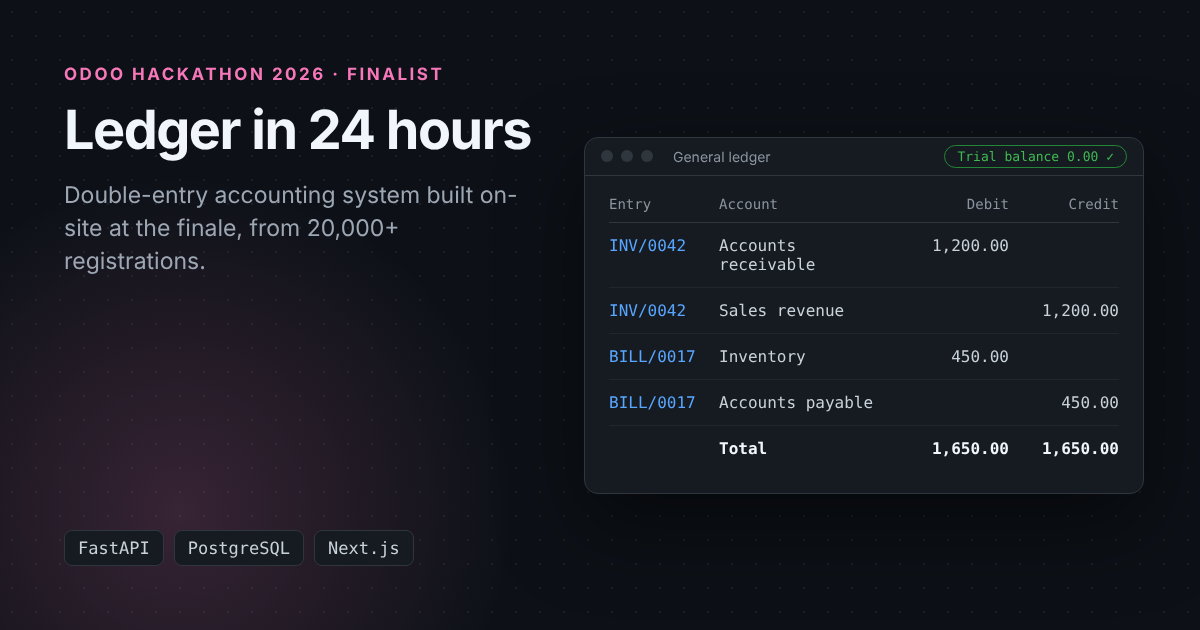 ODOO HACKATHON 2026 · FINALIST
Ledger in 24 hours
Double-entry accounting system built on-
site at the finale, from 20,000+
registrations.
General ledger
Trial balance 0.00 ✓
Entry Account Debit Credit
INV/0042 Accounts 1,200.00
receivable
INV/0042 Sales revenue 1,200.00
BILL/0017 Inventory 450.00
BILL/0017 Accounts payable 450.00
Total 1,650.00 1,650.00
FastAPI PostgreSQL Next.js